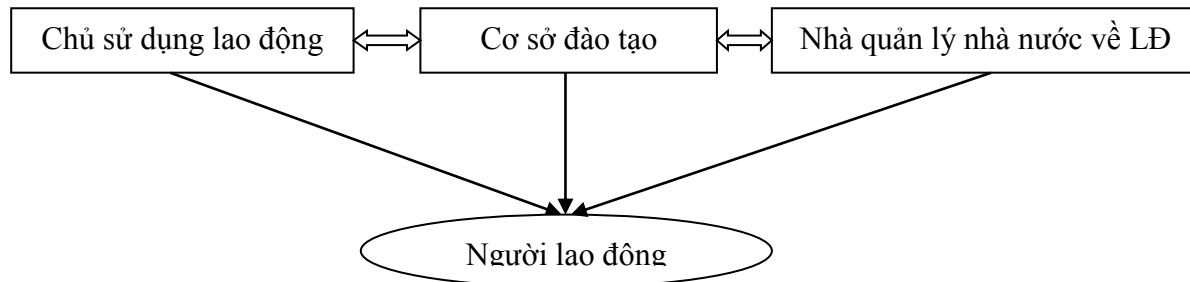 Chủ sử dụng lao động
Cơ sở đào tạo
Nhà quản lý nhà nước về LĐ
Người lao động